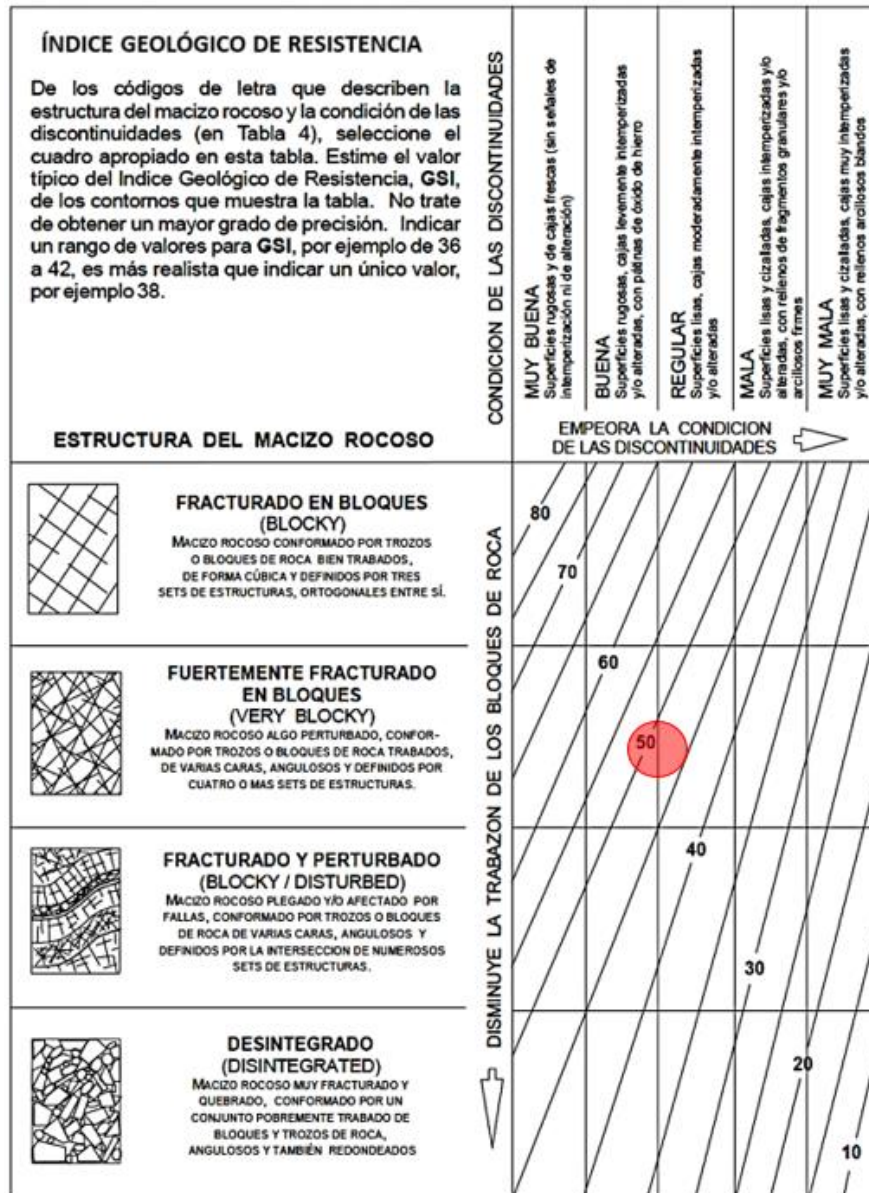 ÍNDICE GEOLÓGICO DE RESISTENCIA
De los códigos de letra que describen la
estructura del macizo rocoso y la condición de las
discontinuidades (en Tabla 4), seleccione el
cuadro apropiado en esta tabla. Estime el valor
típico del Indice Geológico de Resistencia, GSI,
de los contornos que muestra la tabla. No trate
de obtener un mayor grado de precisión. Indicar
un rango de valores para GSI, por ejemplo de 36
a 42, es más realista que indicar un único valor,
por ejemplo 38.
ESTRUCTURA DEL MACIZO ROCOSO
CONDICION DE LAS DISCONTINUIDADES
MUY BUENA
Superficies rugosas y de cajas frescas (sin señales de
intemperización ni de alteración)
BUENA
Superficies rugosas, cajas levemente intemperizadas
y/o alteradas, con pátinas de óxido de hierro
REGULAR
Superficies lisas, cajas moderadamente intemperizadas
y/o alteradas
MALA
Superficies lisas y cizalladas, cajas intemperizadas y/o
alteradas, con rellenos de fragmentos granulares y/o
arcillosos firmes
MUY MALA
Superficies lisas y cizalladas, cajas muy intemperizadas
y/o alteradas, con rellenos arcillosos blandos
EMPEORA LA CONDICION
DE LAS DISCONTINUIDADES
FRACTURADO EN BLOQUES
(BLOCKY)
MACIZO ROCOSO CONFORMADO POR TROZOS
O BLOQUES DE ROCA BIEN TRABADOS,
DE FORMA CÚBICA Y DEFINIDOS POR TRES
SETS DE ESTRUCTURAS, ORTOGONALES ENTRE SÍ.
FUERTEMENTE FRACTURADO
EN BLOQUES
(VERY BLOCKY)
MACIZO ROCOSO ALGO PERTURBADO, CONFOR-
MADO POR TROZOS O BLOQUES DE ROCA TRABADOS,
DE VARIAS CARAS, ANGULOSOS Y DEFINIDOS POR
CUATRO O MAS SETS DE ESTRUCTURAS.
FRACTURADO Y PERTURBADO
(BLOCKY / DISTURBED)
MACIZO ROCOSO PLEGADO Y/O AFECTADO POR
FALLAS, CONFORMADO POR TROZOS O BLOQUES
DE ROCA DE VARIAS CARAS, ANGULOSOS Y
DEFINIDOS POR LA INTERSECCION DE NUMEROSOS
SETS DE ESTRUCTURAS.
DESINTEGRADO
(DISINTEGRATED)
MACIZO ROCOSO MUY FRACTURADO Y
QUEBRADO, CONFORMADO POR UN
CONJUNTO POBREMENTE TRABADO DE
BLOQUES Y TROZOS DE ROCA,
ANGULOSOS Y TAMBIÉN REDONDEADOS
DISMINUYE LA TRABAZON DE LOS BLOQUES DE ROCA
80
70
60
50
40
30
20
10